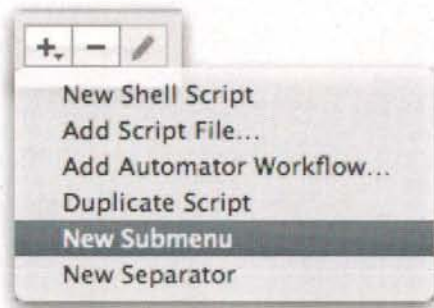 New Shell Script
Add Script File...
Add Automator Workflow...
Duplicate Script
New Submenu
New Separator